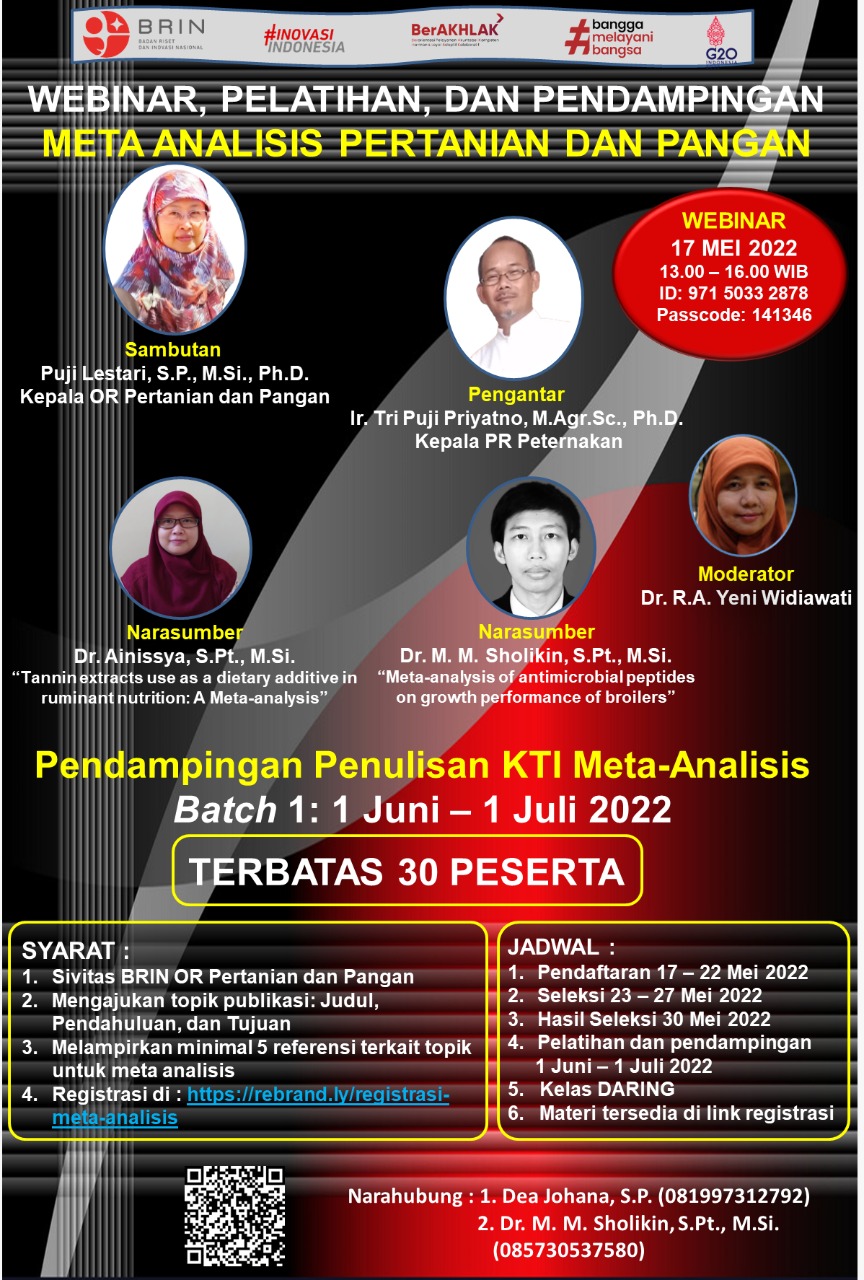 BRIN
BADAN RISET
DAN INOVASI NASIONAL
#INOVASI
INDONESIA
BerAKHLAK
#bangga
melayani
bangsa
G20
INDONESIA
WEBINAR, PELATIHAN, DAN PENDAMPINGAN
META ANALISIS PERTANIAN DAN PANGAN
WEBINAR
17 MEI 2022
13.00 – 16.00 WIB
ID: 971 5033 2878
Passcode: 141346
Sambutan
Puji Lestari, S.P., M.Si., Ph.D.
Kepala OR Pertanian dan Pangan
Pengantar
Ir. Tri Puji Priyatno, M.Agr.Sc., Ph.D.
Kepala PR Peternakan
Moderator
Dr. R.A. Yeni Widiawati
Narasumber
Dr. Ainissya, S.Pt., M.Si.
“Tannin extracts use as a dietary additive in
ruminant nutrition: A Meta-analysis”
Narasumber
Dr. M. M. Sholikin, S.Pt., M.Si.
“Meta-analysis of antimicrobial peptides
on growth performance of broilers”
Pendampingan Penulisan KTI Meta-Analisis
Batch 1: 1 Juni – 1 Juli 2022
TERBATAS 30 PESERTA
SYARAT :
1. Sivitas BRIN OR Pertanian dan Pangan
2. Mengajukan topik publikasi: Judul,
Pendahuluan, dan Tujuan
3. Melampirkan minimal 5 referensi terkait topik
untuk meta analisis
4. Registrasi di : https://rebrand.ly/registrasi-
meta-analisis
JADWAL :
1. Pendaftaran 17 – 22 Mei 2022
2. Seleksi 23 – 27 Mei 2022
3. Hasil Seleksi 30 Mei 2022
4. Pelatihan dan pendampingan
1 Juni – 1 Juli 2022
5. Kelas DARING
6. Materi tersedia di link registrasi
Narahubung : 1. Dea Johana, S.P. (081997312792)
2. Dr. M. M. Sholikin, S.Pt., M.Si.
(085730537580)